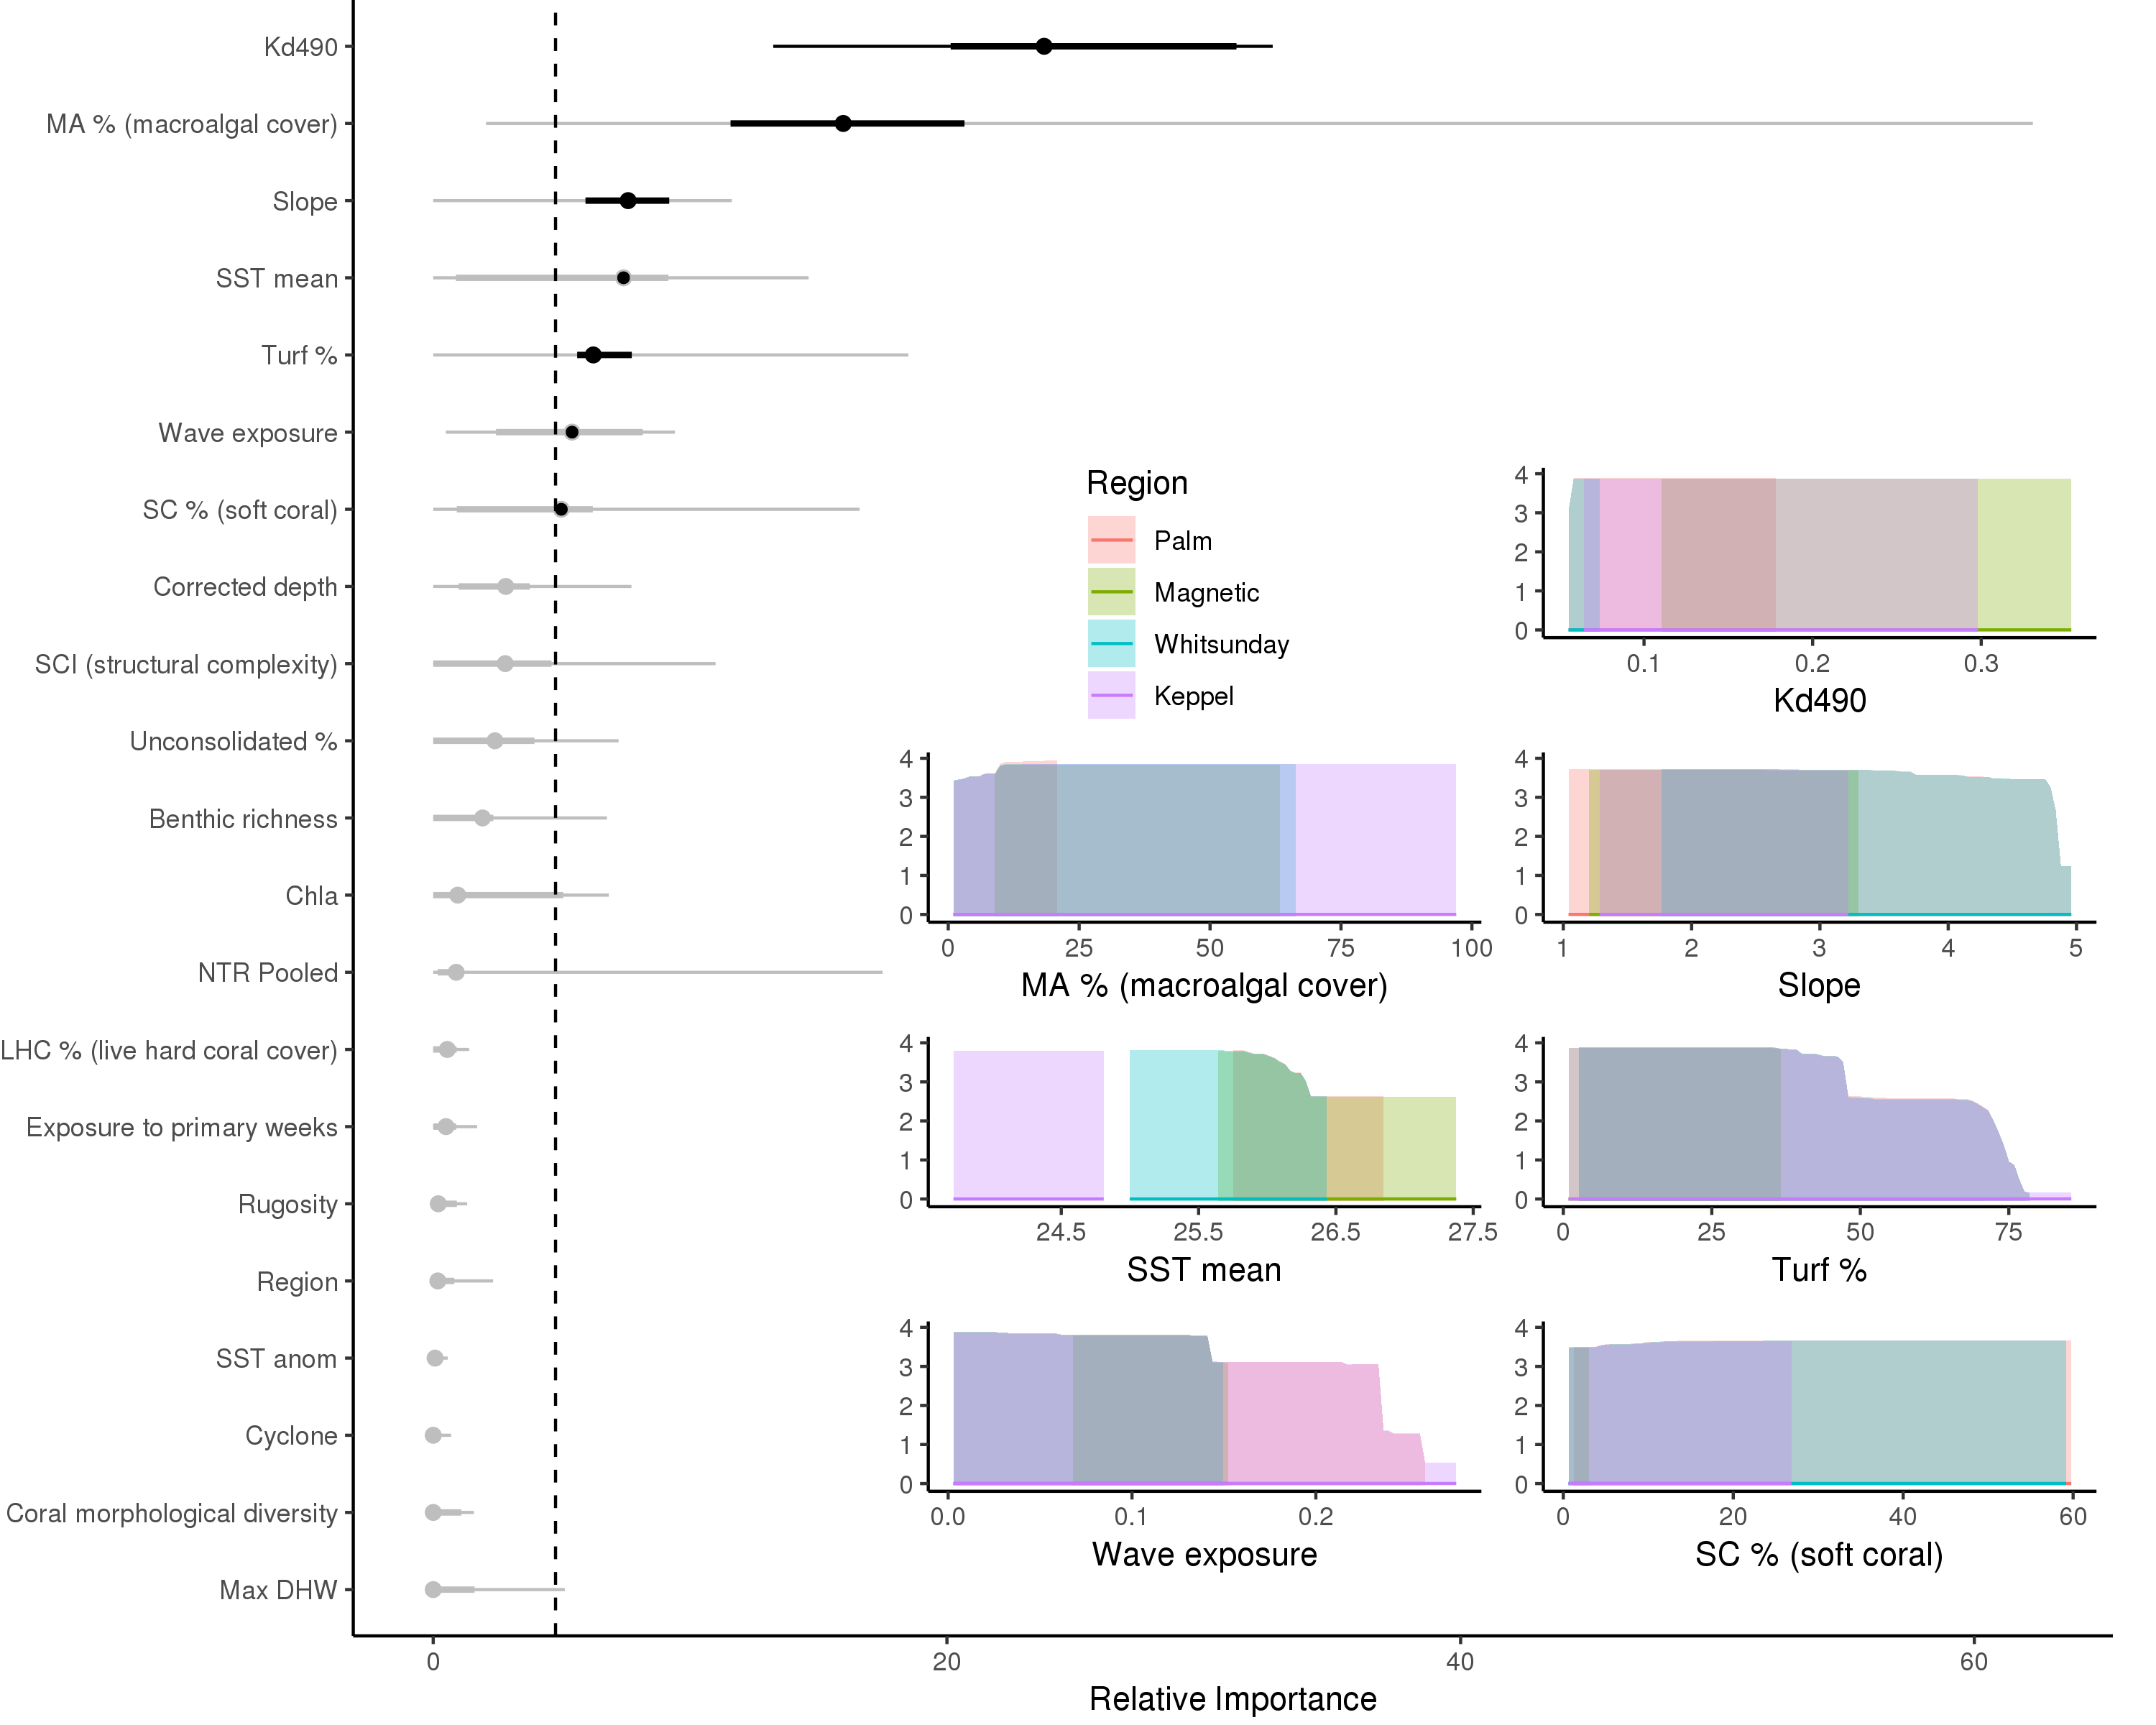 Kd490
MA % (macroalgal cover)
Slope
SST mean
Turf %
Wave exposure
SC % (soft coral)
Corrected depth
SCI (structural complexity)
Unconsolidated %
Benthic richness
Chla
NTR Pooled
LHC % (live hard coral cover)
Exposure to primary weeks
Rugosity
Region
SST anom
Cyclone
Coral morphological diversity
Max DHW
0 20 40 60
Relative Importance
Region
Palm
Magnetic
Whitsunday
Keppel
4
3
2
1
0
0.1 0.2 0.3
Kd490
4
3
2
1
0
0 25 50 75 100
MA % (macroalgal cover)
4
3
2
1
0
1 2 3 4 5
Slope
4
3
2
1
0
24.5 25.5 26.5 27.5
SST mean
4
3
2
1
0
0 25 50 75
Turf %
4
3
2
1
0
0.0 0.1 0.2
Wave exposure
4
3
2
1
0
0 20 40 60
SC % (soft coral)